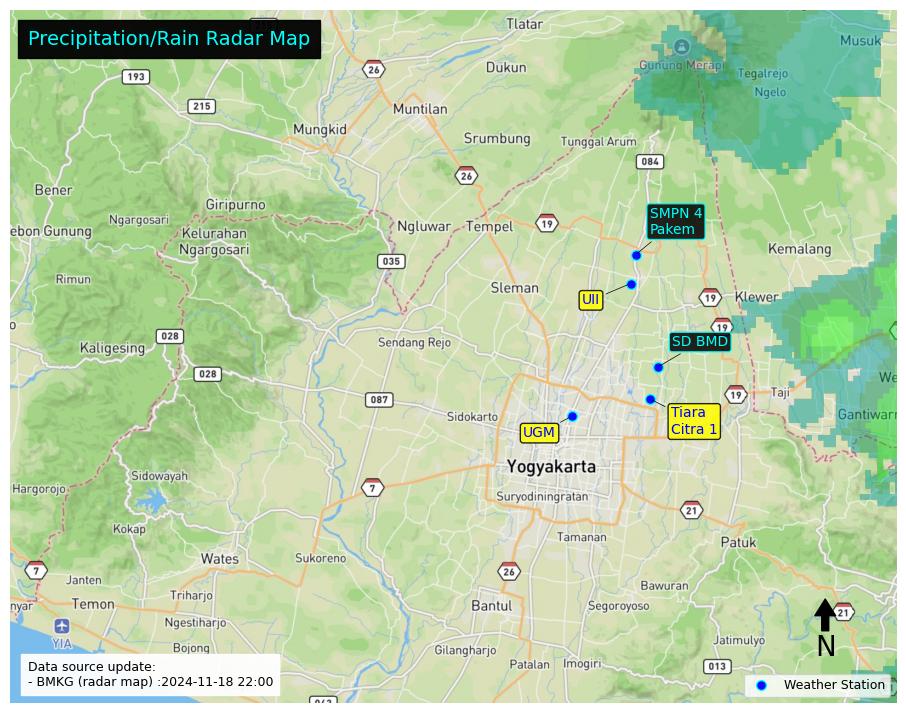 Precipitation/Rain Radar Map
Tlatar
Musuk
26
Gunung Merapi
193
Dukun
Tegalrejo
Ngelo
215
Muntilan
Mungkid
Srumbung
Tunggal Arum
084
26
Bener
Giripurno
SMPN 4
Pakem
Ngargosari
Ngluwar
Tempel
19
ebon Gunung
Kelurahan
Ngargosari
Kemalang
035
Rimun
Sleman
UII
19
Klewer
19
028
Sendang Rejo
SD BMD
Kaligesing
028
We
087
19
Taji
Sidokarto
Tiara
Citra 1
Gantiwarn
UGM
Yogyakarta
Sidowayah
Hargorojo
7
Suryodiningratan
21
Kokap
Tamanan
Patuk
Wates
Sukoreno
7
26
Janten
Bawuran
Triharjo
nyar
Temon
Bantul
Segoroyoso
21
Ngestiharjo
YIA
N
Bojong
Gilangharjo
Jatimulyo
Patalan
Imogiri
013
Data source update:
- BMKG (radar map) :2024-11-18 22:00
Weather Station